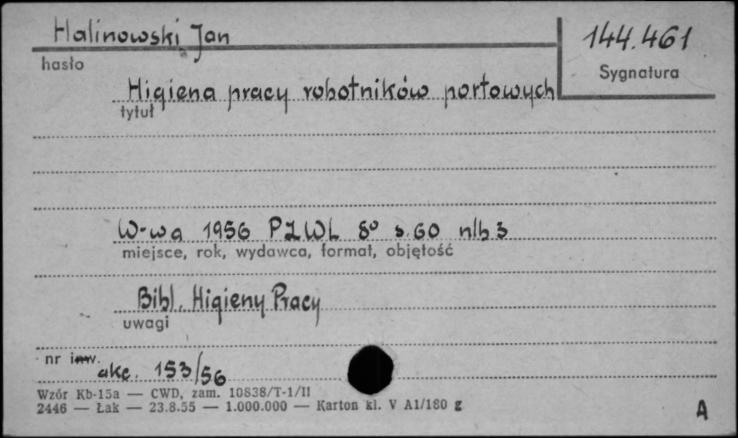 Halinowski Jan
144.461
hasło
Sygnatura
Higiena pracy robotników portowych
tytuł
W-wa 1956 PZWL 8° s. 60 nlb 3
miejsce, rok, wydawca, format, objętość
Bibl. Higieny Pracy
uwagi
nr inw.
akc. 153/56
Wzór Kb-15a — CWD, zam. 10838/T-1/II
2446 — Łak — 23.8.55 — 1.000.000 — Karton kl. V A1/180 g
A